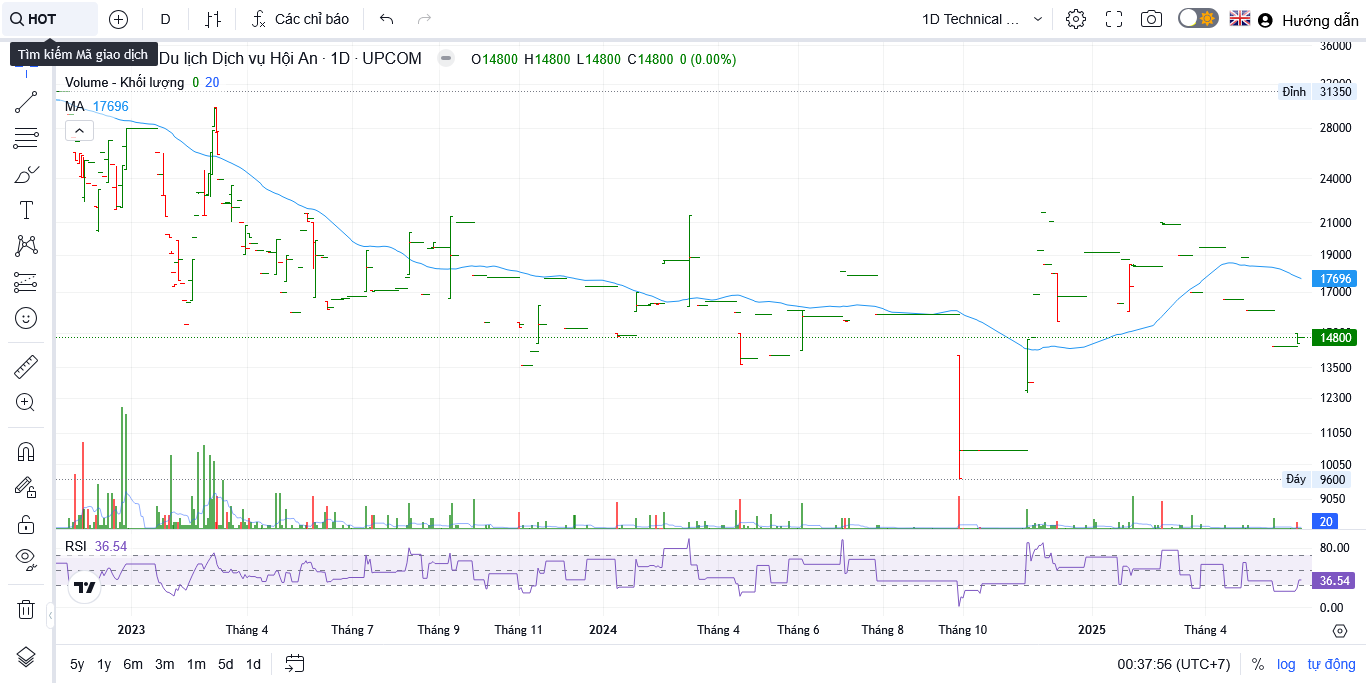 HOT
D
Các chỉ báo
1D Technical ...
Hướng dẫn
Tìm kiếm Mã giao dịch
Du lịch Dịch vụ Hội An · 1D · UPCOM
O14800 H14800 L14800 C14800 0 (0.00%)
Volume - Khối lượng 0 20
MA 17696
36000
Đỉnh 31350
28000
24000
21000
19000
17696
17000
14800
13500
12300
11050
10050
Đáy 9600
9050
20
RSI 36.54
80.00
36.54
0.00
2023 Tháng 4 Tháng 7 Tháng 9 Tháng 11 2024 Tháng 4 Tháng 6 Tháng 8 Tháng 10 2025 Tháng 4
5y 1y 6m 3m 1m 5d 1d
00:37:56 (UTC+7) % log tự động